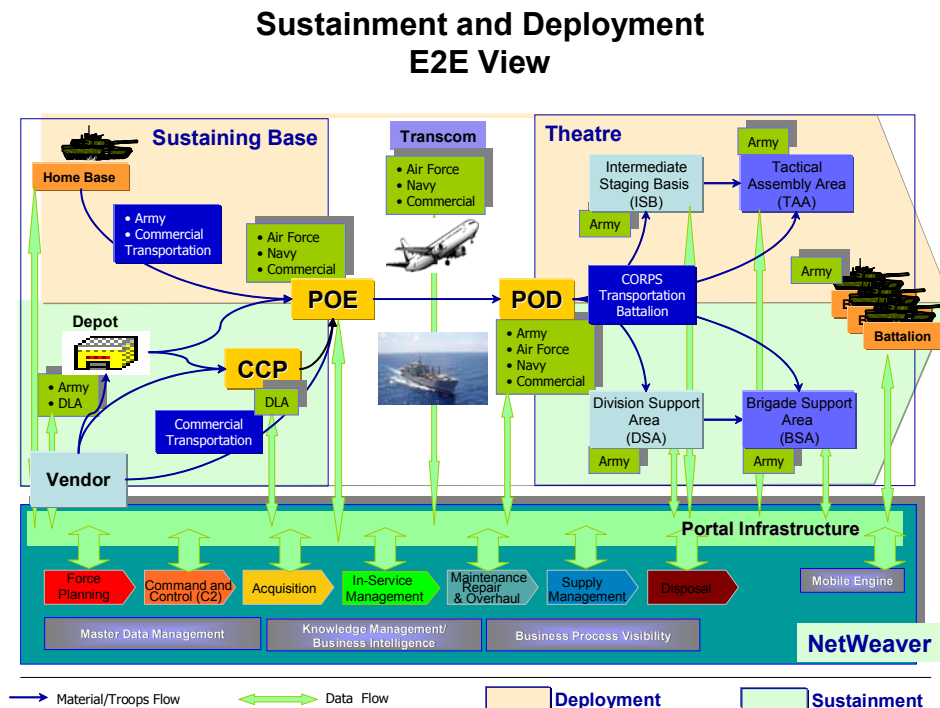 Sustainment and Deployment
E2E View
Sustaining Base
Transcom
Theatre
• Air Force
• Navy
• Commercial
Home Base
• Army
• Commercial
Transportation
• Air Force
• Navy
• Commercial
Army
Intermediate
Staging Basis
(ISB)
Tactical
Assembly Area
(TAA)
Army
Army
CORPS
Transportation
Battalion
POE
POD
B
B
Battalion
Depot
• Army
• DLA
CCP
DLA
• Army
• Air Force
• Navy
• Commercial
Commercial
Transportation
Division Support
Area
(DSA)
Brigade Support
Area
(BSA)
Army
Army
Vendor
Portal Infrastructure
Force
Planning
Command and
Control (C2)
Acquisition
In-Service
Management
Maintenance
Repair
& Overhaul
Supply
Management
Disposal
Mobile Engine
Master Data Management
Knowledge Management/
Business Intelligence
Business Process Visibility
NetWeaver
Material/Troops Flow
Data Flow
Deployment
Sustainment